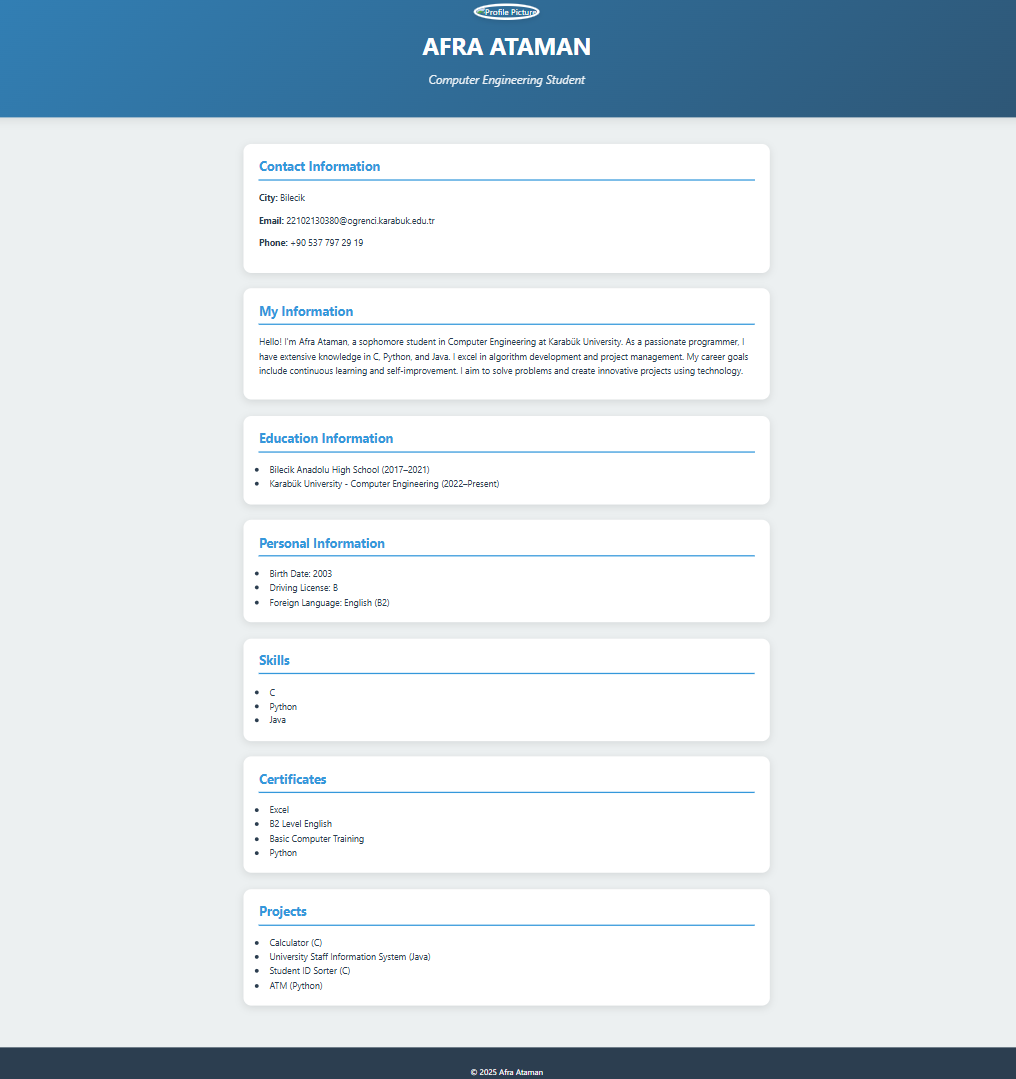 Profile Picture
AFRA ATAMAN
Computer Engineering Student
Contact Information
City: Bilecik
Email: 22102130380@ogrenci.karabuk.edu.tr
Phone: +90 537 797 29 19
My Information
Hello! I'm Afra Ataman, a sophomore student in Computer Engineering at Karabük University. As a passionate programmer, I
have extensive knowledge in C, Python, and Java. I excel in algorithm development and project management. My career goals
include continuous learning and self-improvement. I aim to solve problems and create innovative projects using technology.
Education Information
• Bilecik Anadolu High School (2017–2021)
• Karabük University - Computer Engineering (2022–Present)
Personal Information
• Birth Date: 2003
• Driving License: B
• Foreign Language: English (B2)
Skills
• C
• Python
• Java
Certificates
• Excel
• B2 Level English
• Basic Computer Training
• Python
Projects
• Calculator (C)
• University Staff Information System (Java)
• Student ID Sorter (C)
• ATM (Python)
© 2025 Afra Ataman